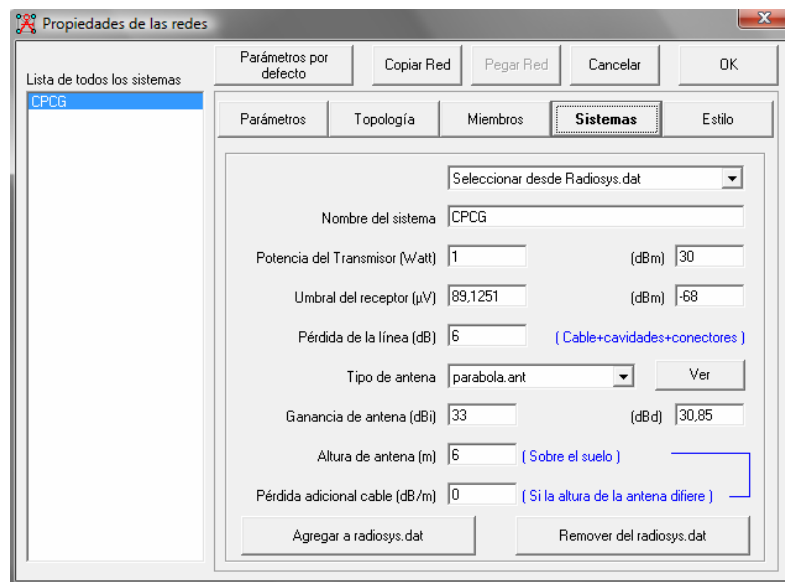 Propiedades de las redes
Parámetros por defecto
Copiar Red
Pegar Red
Cancelar
OK
Lista de todos los sistemas
CPCG
Parámetros
Topología
Miembros
Sistemas
Estilo
Seleccionar desde Radiosys.dat
Nombre del sistema CPCG
Potencia del Transmisor (Watt) 1 (dBm) 30
Umbral del receptor (µV) 89,1251 (dBm) -68
Pérdida de la línea (dB) 6 ( Cable+cavidades+conectores )
Tipo de antena parabola.ant Ver
Ganancia de antena (dBi) 33 (dBd) 30,85
Altura de antena (m) 6 ( Sobre el suelo )
Pérdida adicional cable (dB/m) 0 ( Si la altura de la antena difiere )
Agregar a radiosys.dat
Remover del radiosys.dat